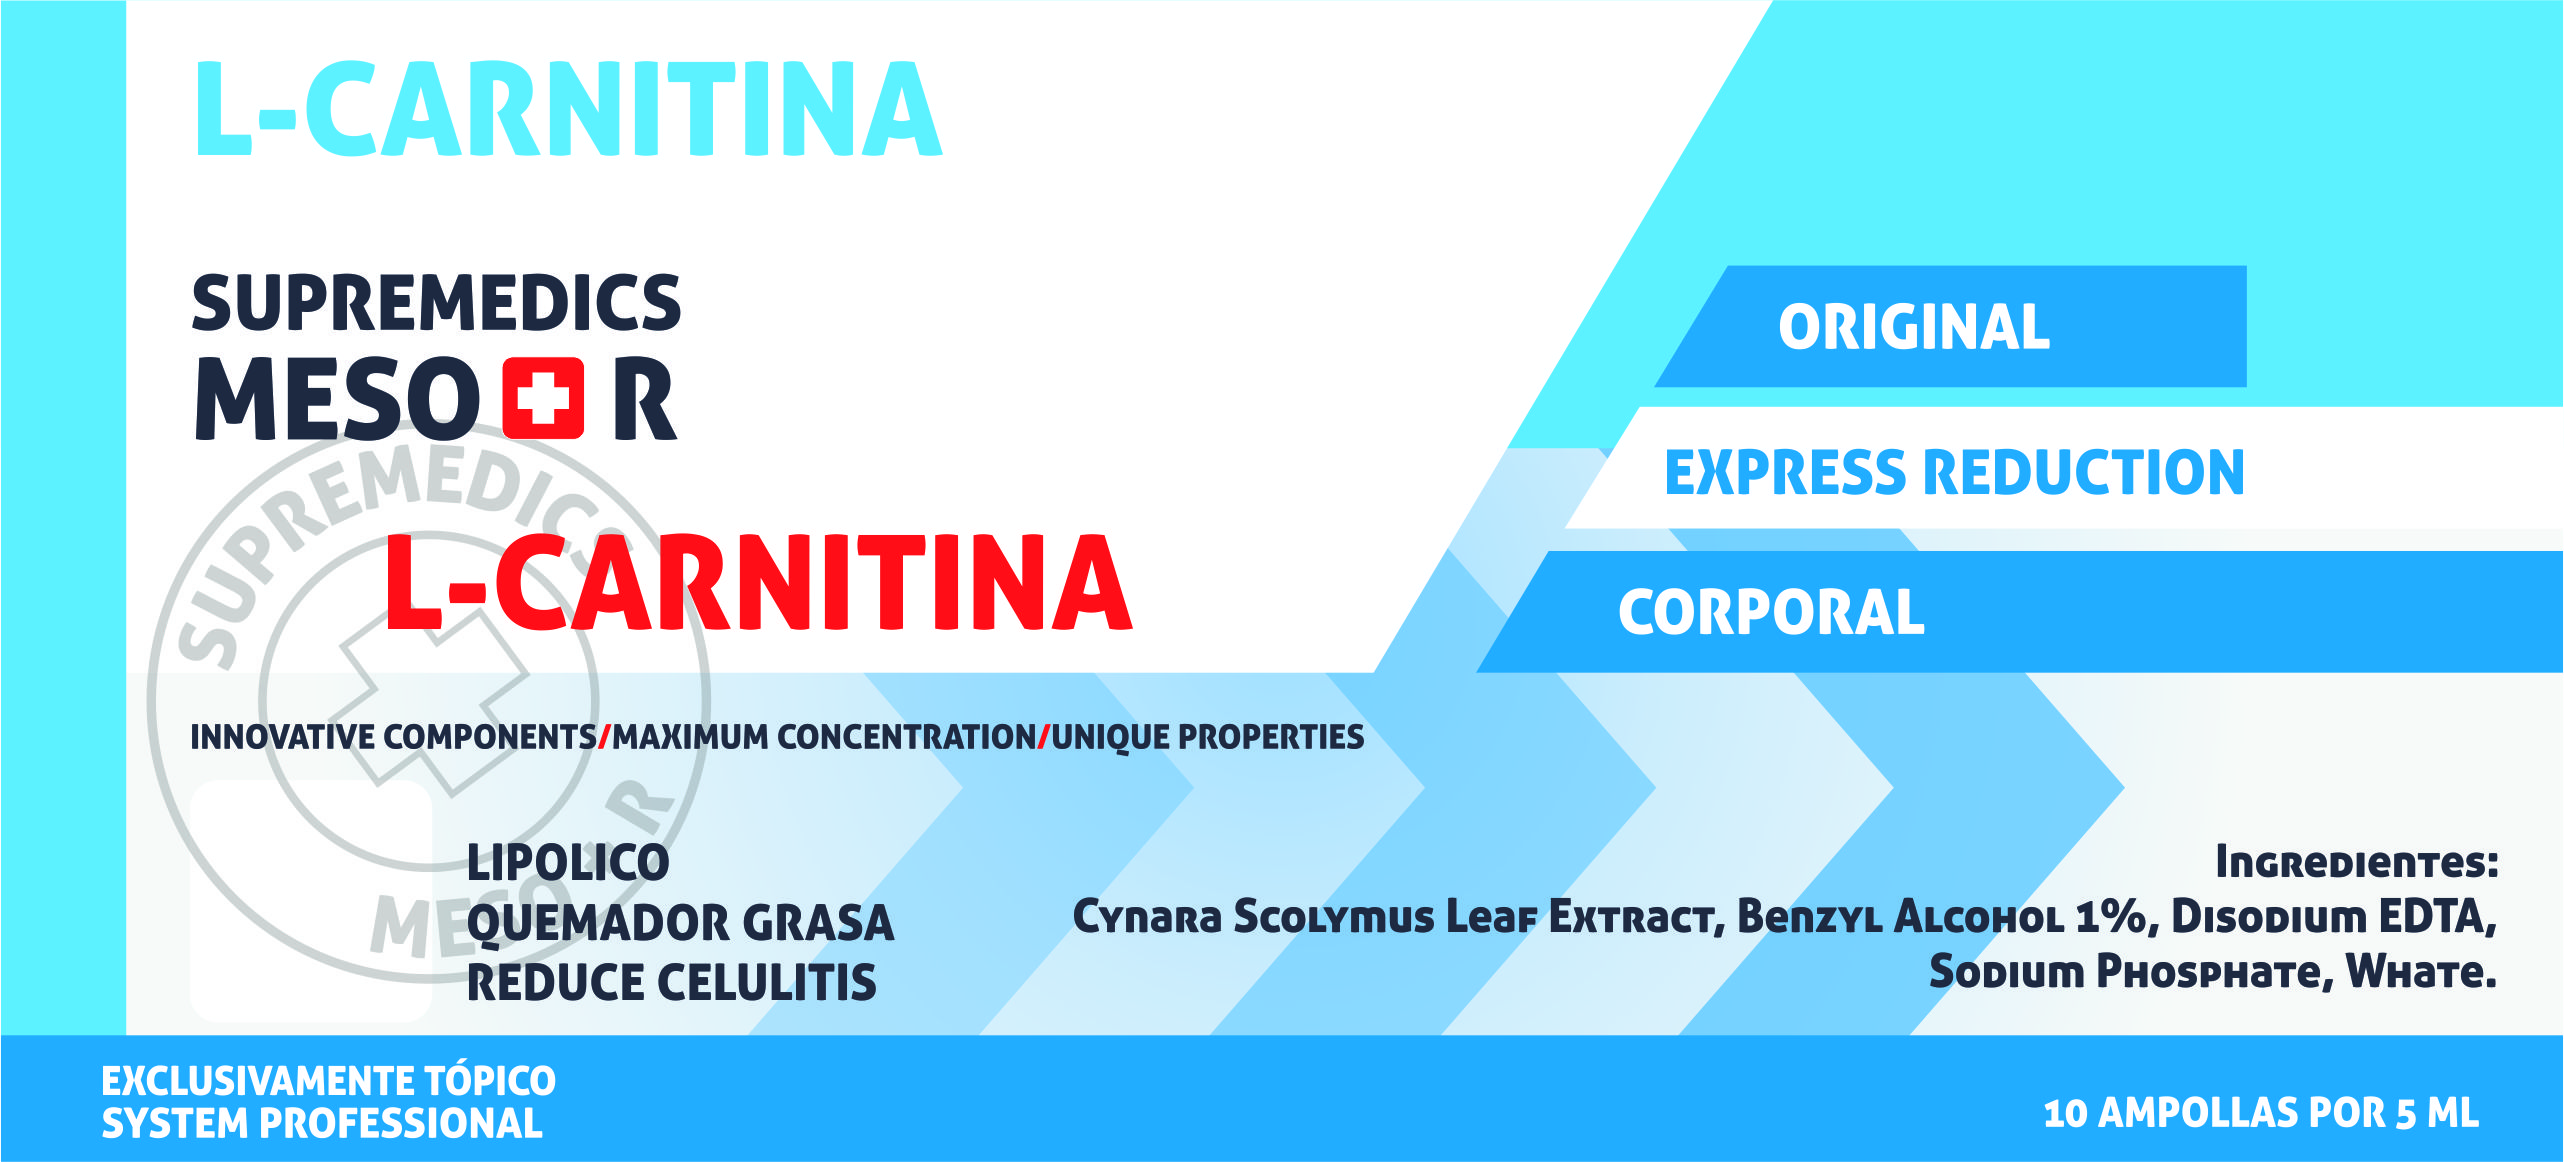 L-CARNITINA
SUPREMEDICS
MESO + R
ORIGINAL
EXPRESS REDUCTION
CORPORAL
SUPREMEDICS
MESO + R
L-CARNITINA
INNOVATIVE COMPONENTS/MAXIMUM CONCENTRATION/UNIQUE PROPERTIES
LIPOLICO
QUEMADOR GRASA
REDUCE CELULITIS
Ingredientes:
Cynara Scolymus Leaf Extract, Benzyl Alcohol 1%, Disodium EDTA,
Sodium Phosphate, Whate.
EXCLUSIVAMENTE TÓPICO
SYSTEM PROFESSIONAL
10 AMPOLLAS POR 5 ML